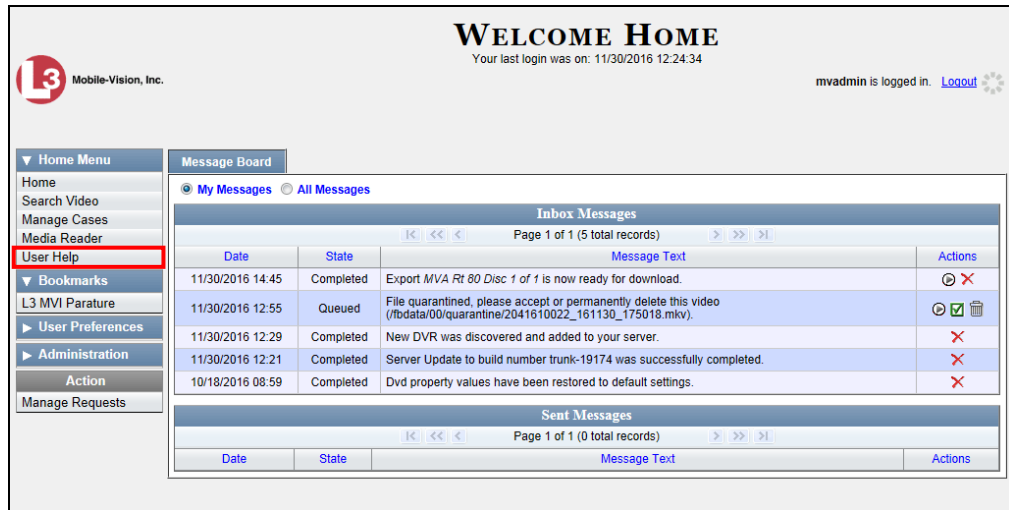 WELCOME HOME
Your last login was on: 11/30/2016 12:24:34
L3 Mobile-Vision, Inc.
mvadmin is logged in. Logout
▼ Home Menu
Home
Search Video
Manage Cases
Media Reader
User Help
▼ Bookmarks
L3 MVI Parature
▶ User Preferences
▶ Administration
Action
Manage Requests
Message Board
My Messages All Messages
Inbox Messages
Page 1 of 1 (5 total records)
Date State Message Text Actions
11/30/2016 14:45 Completed Export MVA Rt 80 Disc 1 of 1 is now ready for download.
11/30/2016 12:55 Queued File quarantined, please accept or permanently delete this video
(/fbdata/00/quarantine/2041610022_161130_175018.mkv).
11/30/2016 12:29 Completed New DVR was discovered and added to your server.
11/30/2016 12:21 Completed Server Update to build number trunk-19174 was successfully completed.
10/18/2016 08:59 Completed Dvd property values have been restored to default settings.
Sent Messages
Page 1 of 1 (0 total records)
Date State Message Text Actions